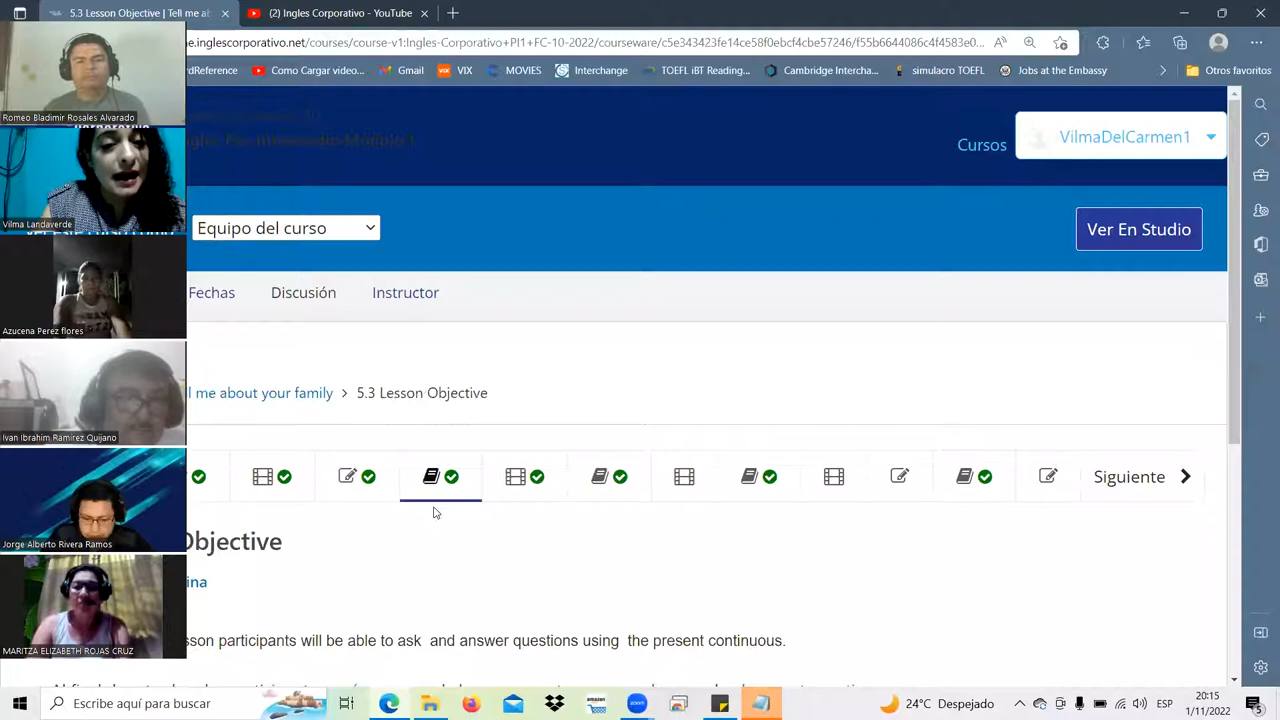 5.3 Lesson Objective | Tell me a
(2) Ingles Corporativo - YouTube
ne.inglescorporativo.net/courses/course-v1:Ingles-Corporativo+PI1+FC-10-2022/courseware/c5e343423fe14ce58f0ebcf4cbe57246/f55b6644086c4f4583e0...
rdReference
Como Cargar video...
Gmail
VIX
MOVIES
Interchange
TOEFL iBT Reading...
Cambridge Intercha...
simulacro TOEFL
Jobs at the Embassy
Otros favoritos
Romeo Bladimir Rosales Alvarado
Cursos
VilmaDelCarmen1
Vilma Landaverde
Equipo del curso
Ver En Studio
Fechas
Discusión
Instructor
Azucena Perez flores
l me about your family > 5.3 Lesson Objective
Ivan Ibrahim Ramirez Quijano
Siguiente
Jorge Alberto Rivera Ramos
Objective
ina
sson participants will be able to ask and answer questions using the present continuous.
MARITZA ELIZABETH ROJAS CRUZ
Escribe aquí para buscar
24°C Despejado
ESP
20:15
1/11/2022
5